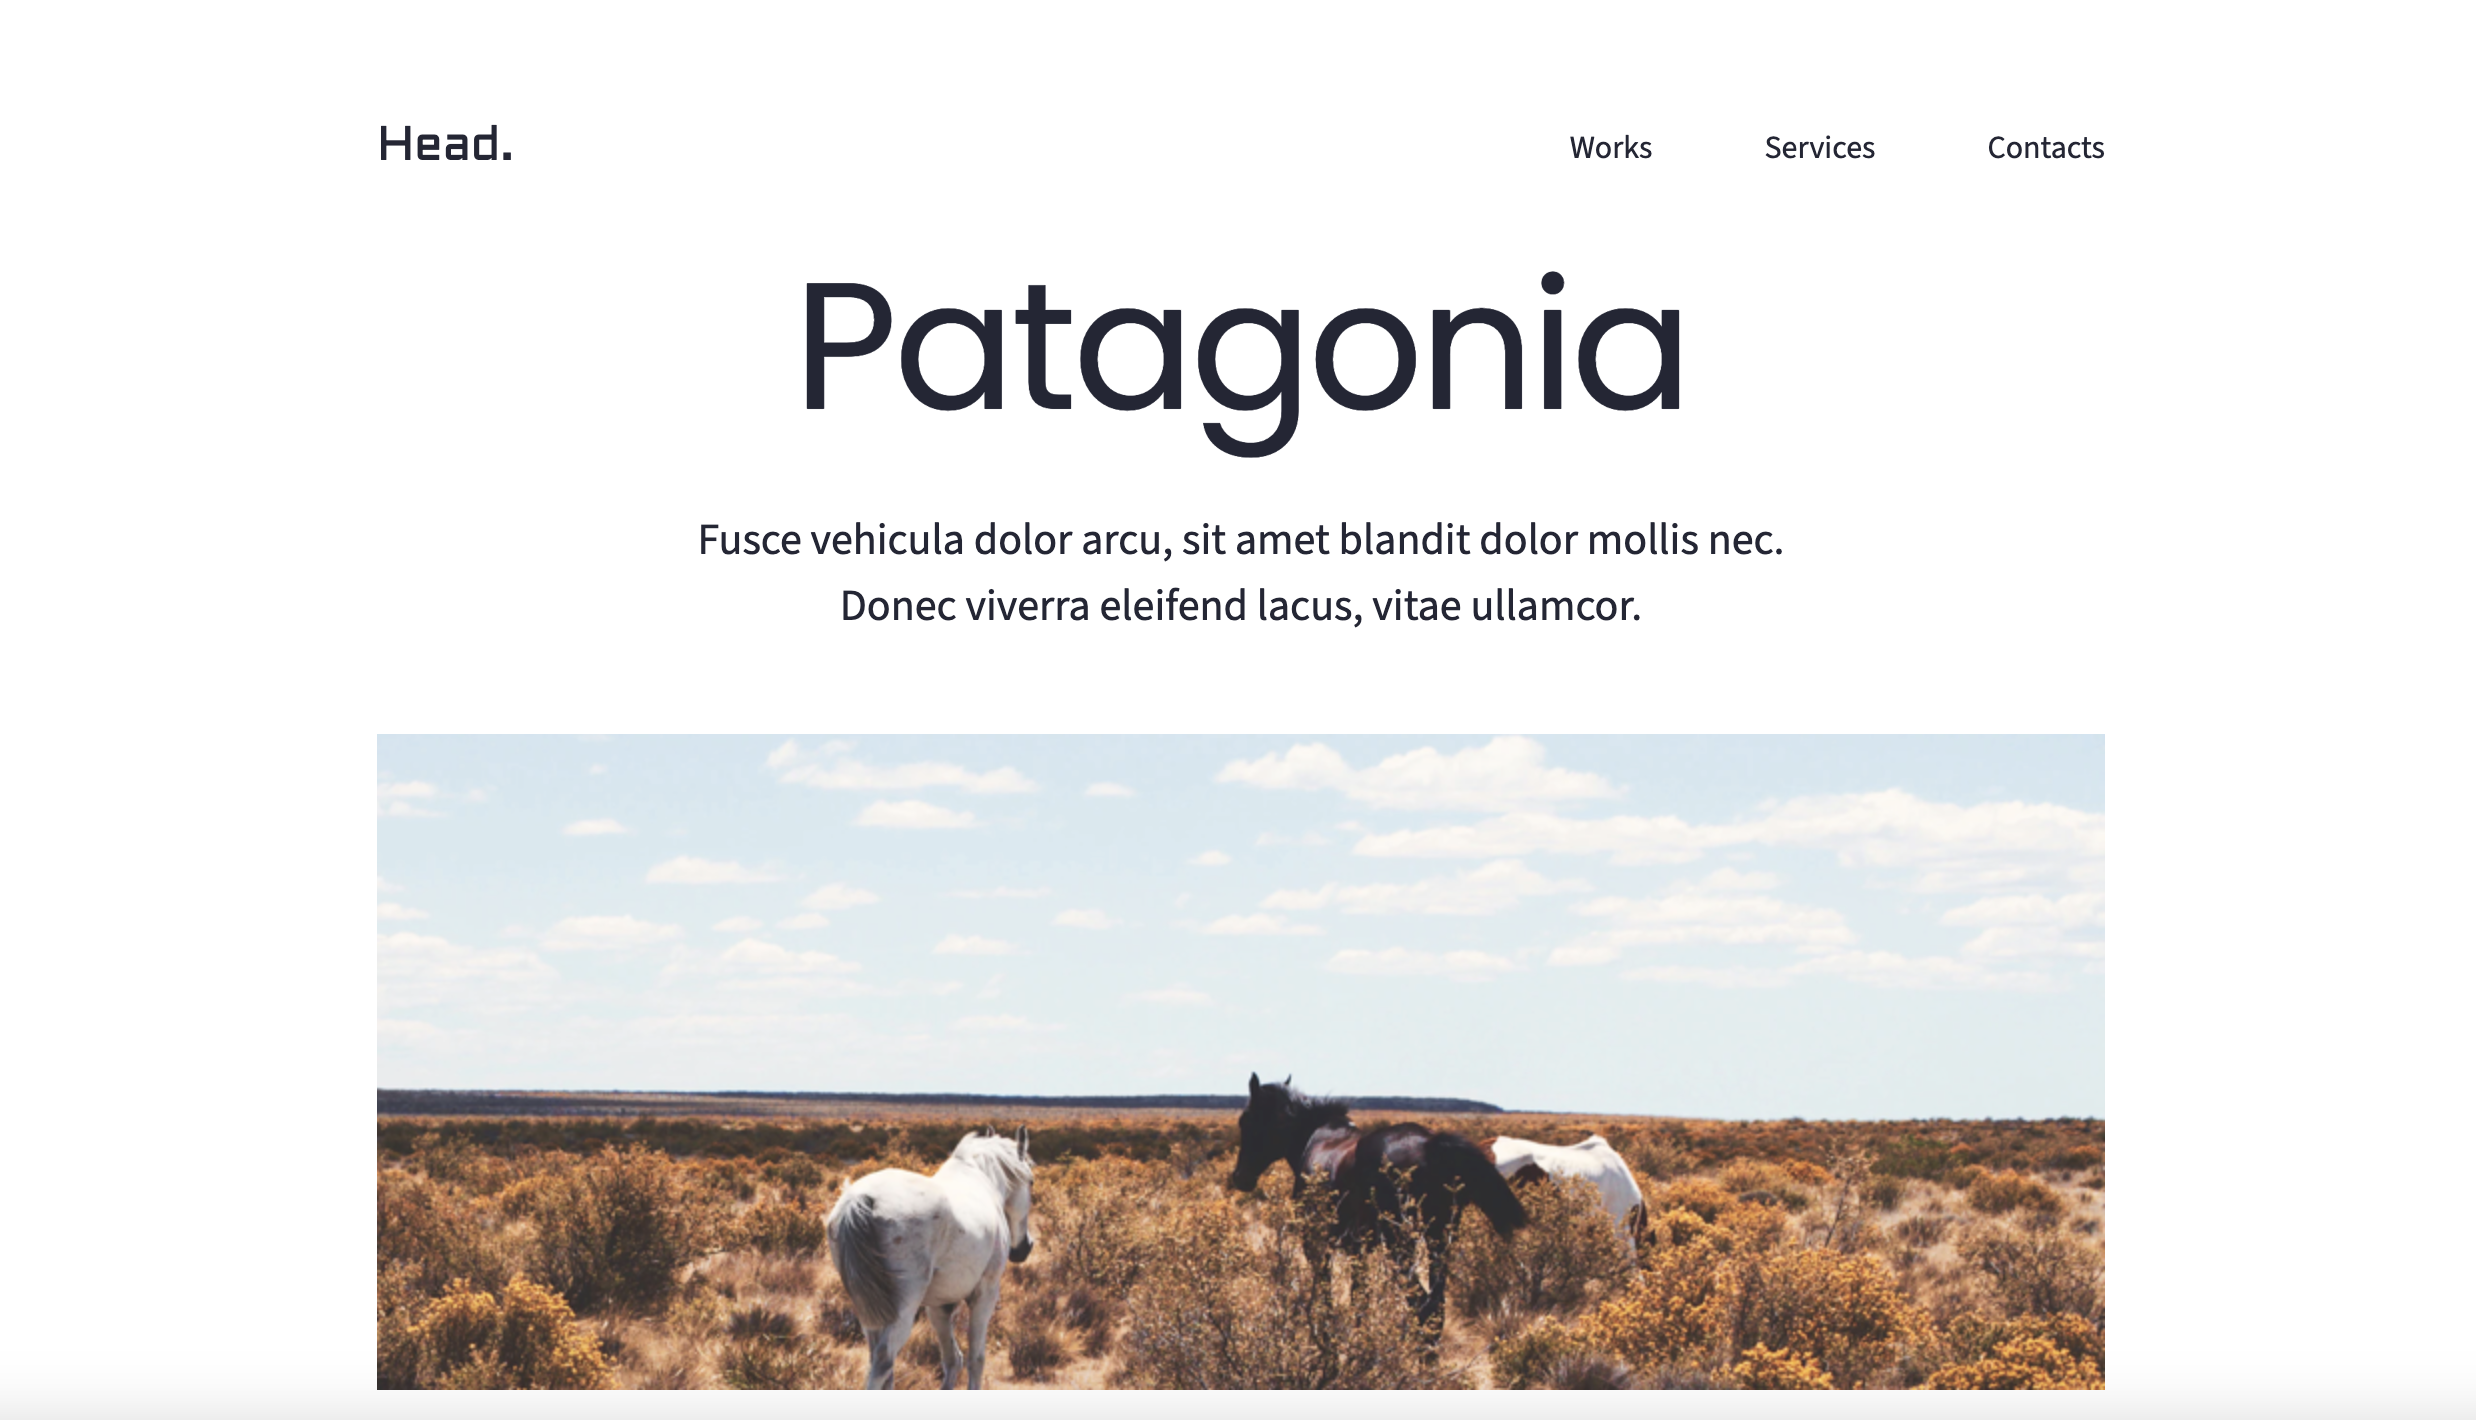 Head.
Works Services Contacts
Patagonia
Fusce vehicula dolor arcu, sit amet blandit dolor mollis nec.
Donec viverra eleifend lacus, vitae ullamcor.